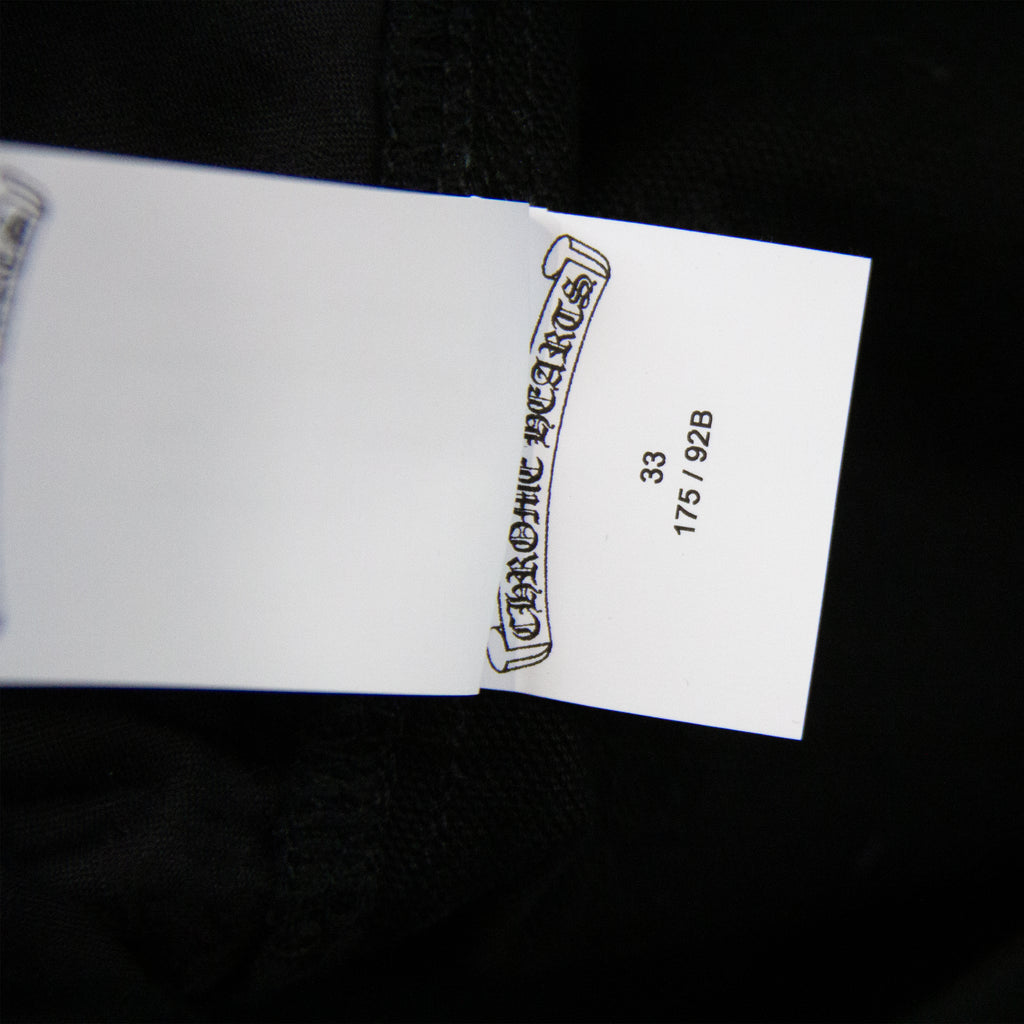 CHROME HEARTS
33
175 / 92B